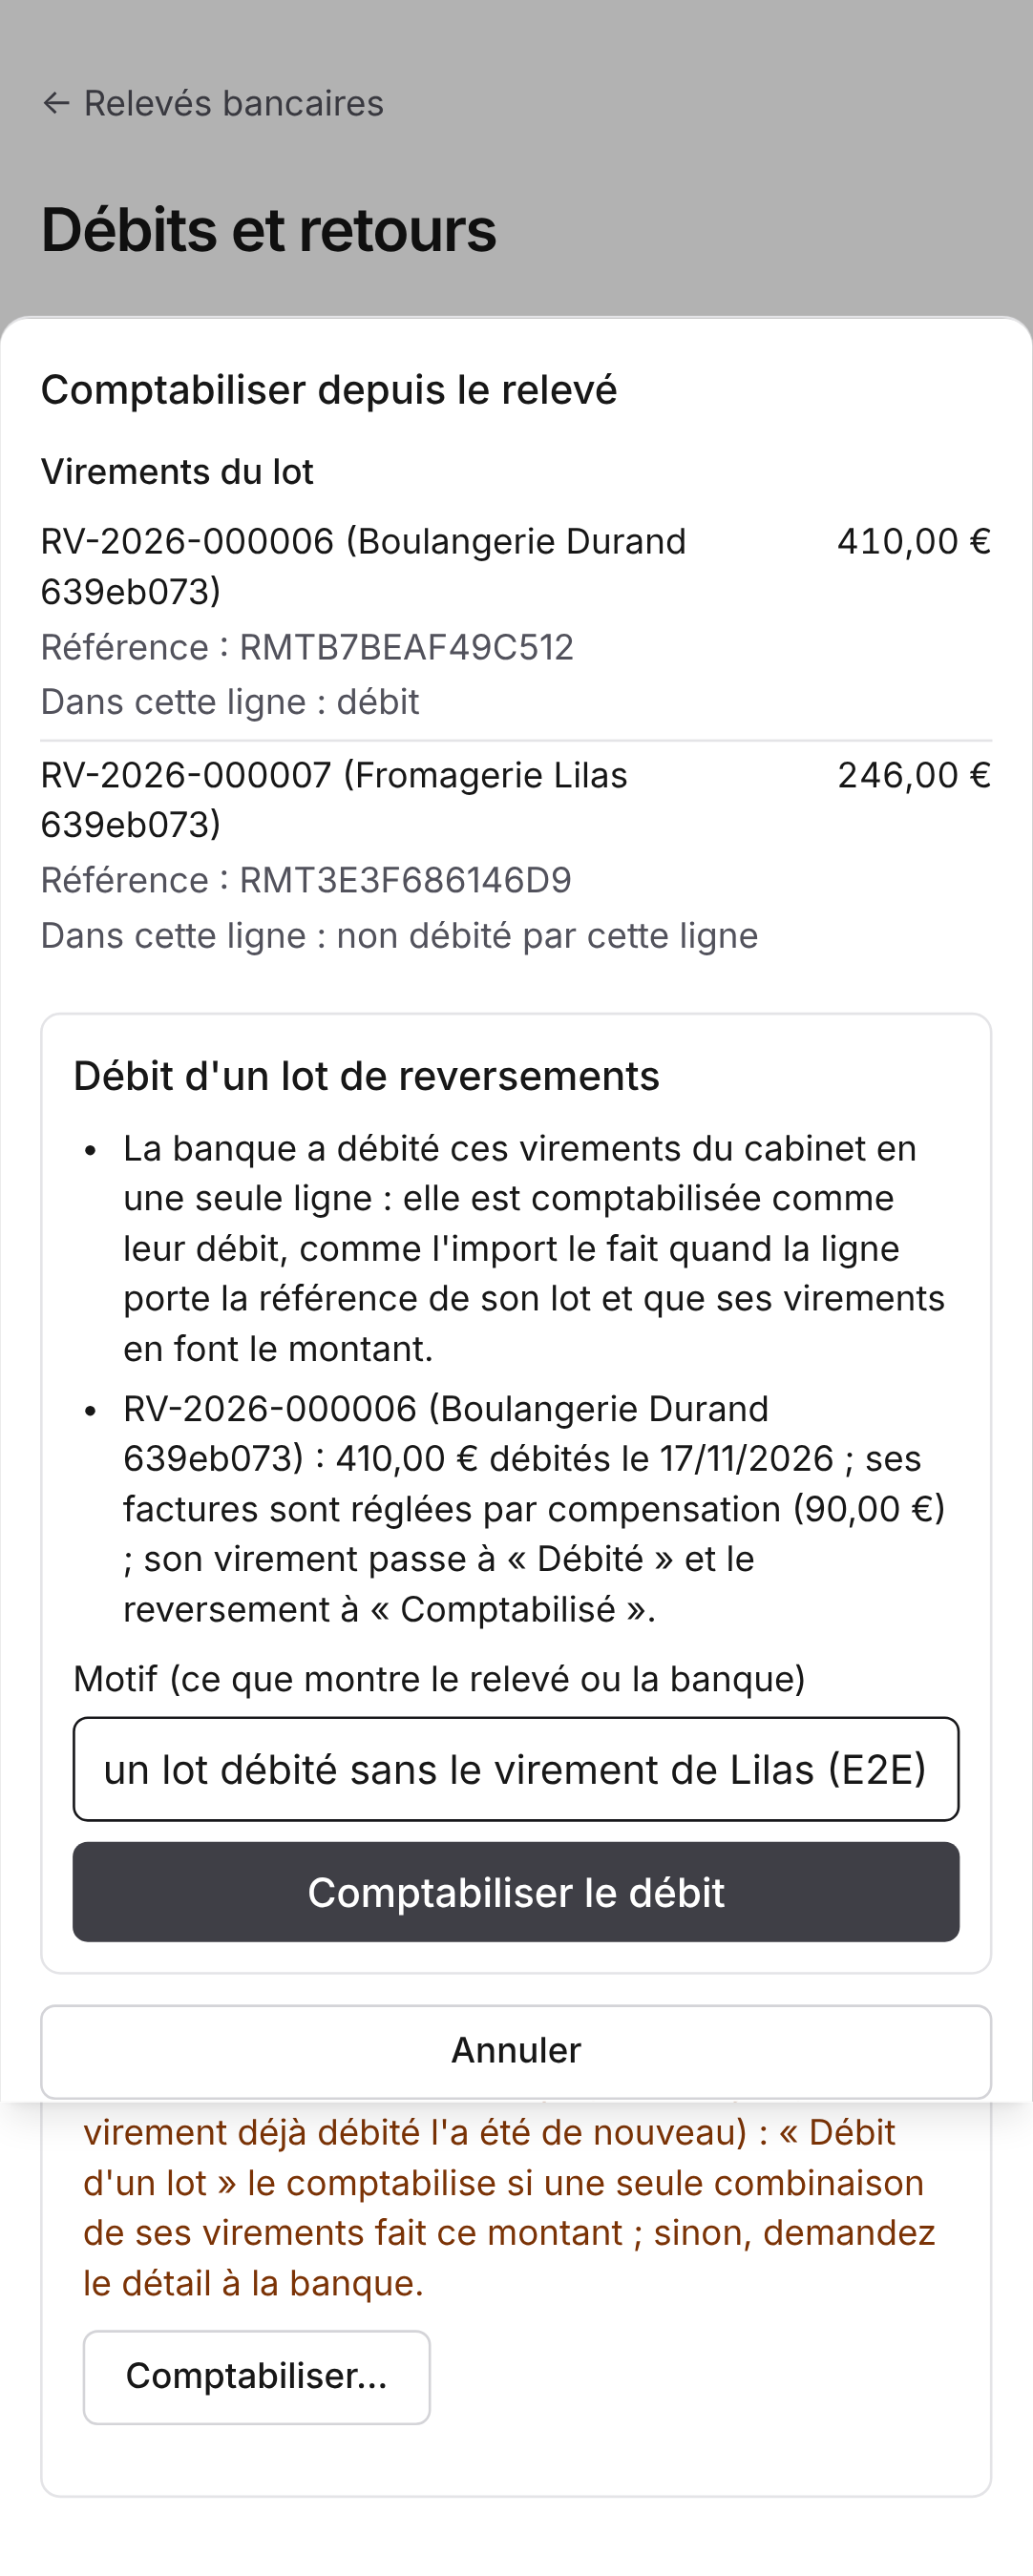 ← Relevés bancaires
Débits et retours
Comptabiliser depuis le relevé
Virements du lot
RV-2026-000006 (Boulangerie Durand 410,00 €
639eb073)
Référence : RMTB7BEAF49C512
Dans cette ligne : débit
RV-2026-000007 (Fromagerie Lilas 246,00 €
639eb073)
Référence : RMT3E3F686146D9
Dans cette ligne : non débité par cette ligne
Débit d'un lot de reversements
• La banque a débité ces virements du cabinet en
une seule ligne : elle est comptabilisée comme
leur débit, comme l'import le fait quand la ligne
porte la référence de son lot et que ses virements
en font le montant.
• RV-2026-000006 (Boulangerie Durand
639eb073) : 410,00 € débités le 17/11/2026 ; ses
factures sont réglées par compensation (90,00 €)
; son virement passe à « Débité » et le
reversement à « Comptabilisé ».
Motif (ce que montre le relevé ou la banque)
un lot débité sans le virement de Lilas (E2E)
Comptabiliser le débit
Annuler
virement déjà débité l'a été de nouveau) : « Débit
d'un lot » le comptabilise si une seule combinaison
de ses virements fait ce montant ; sinon, demandez
le détail à la banque.
Comptabiliser...